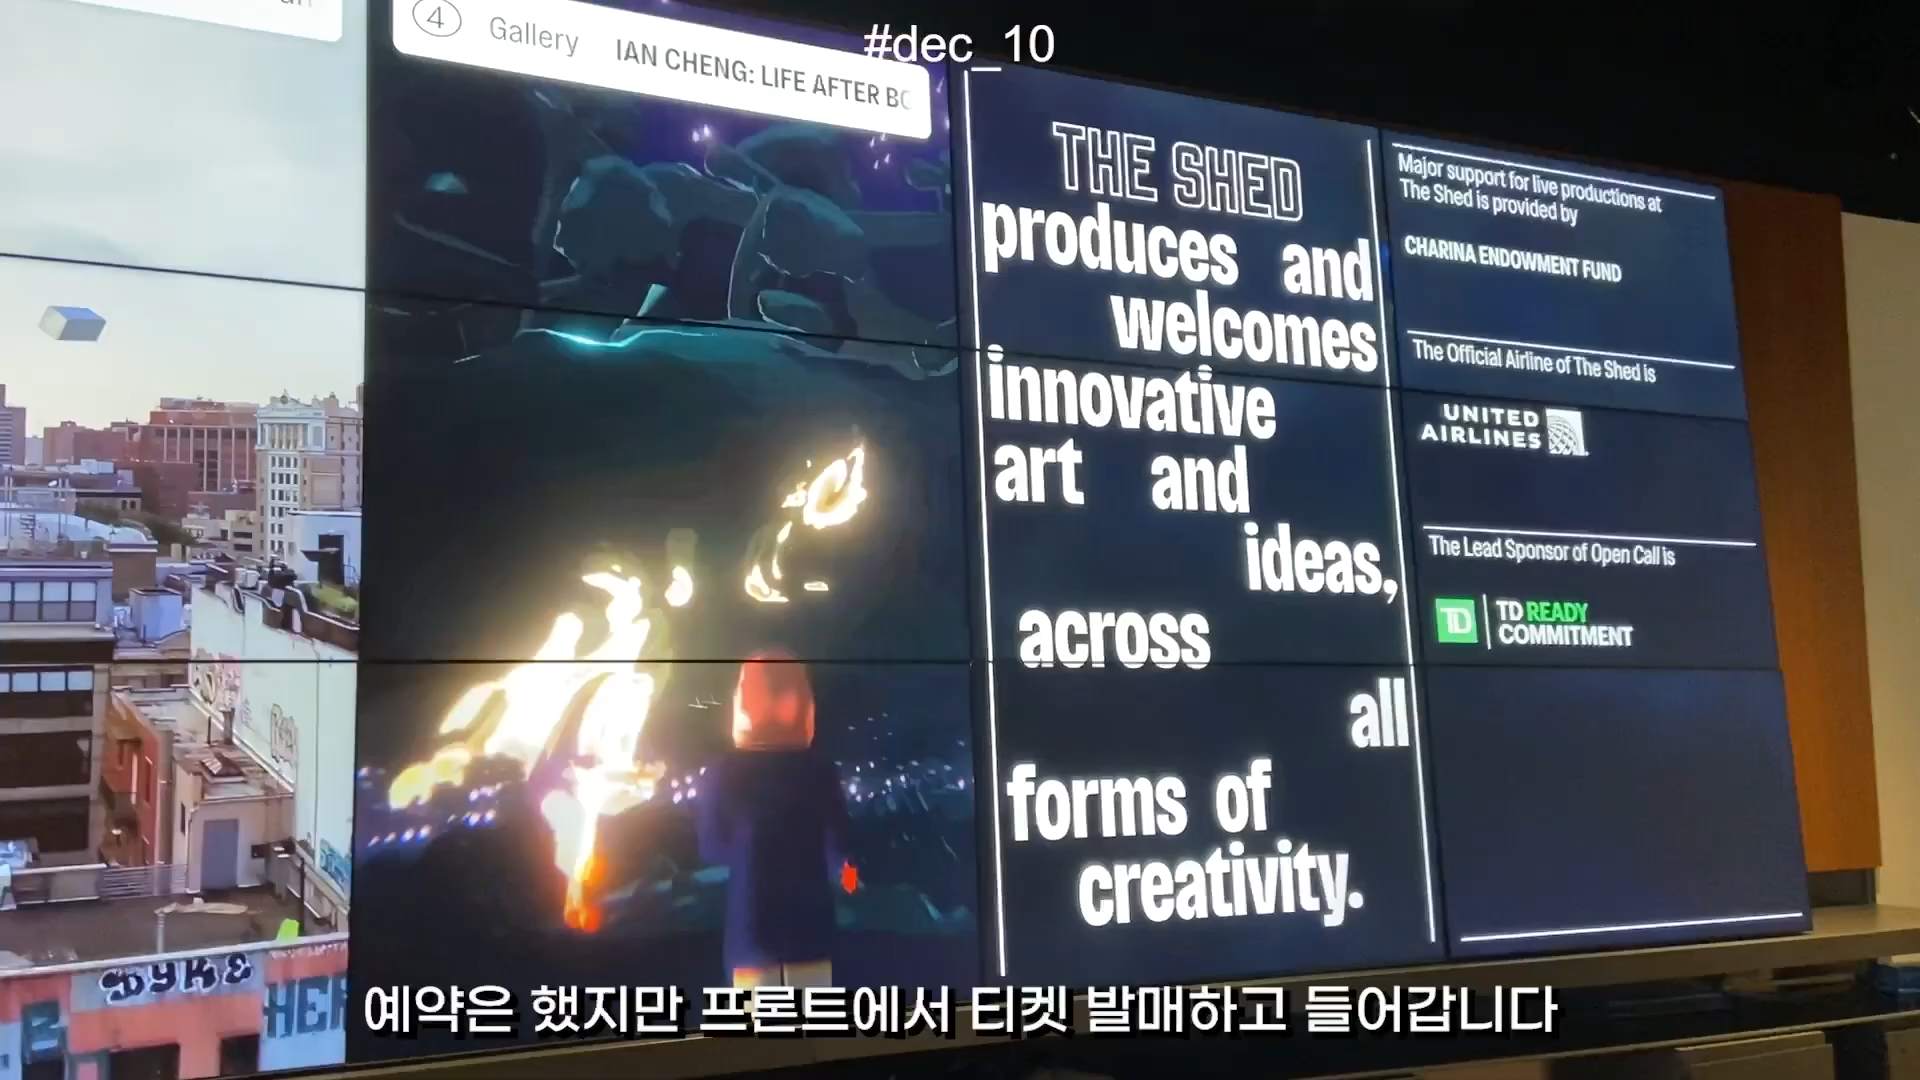 #dec_10
4 Gallery IAN CHENG: LIFE AFTER BO
THE SHED
produces and
welcomes
innovative
art and
ideas,
across
all
forms of
creativity.
Major support for live productions at
The Shed is provided by
CHARINA ENDOWMENT FUND
The Official Airline of The Shed is
UNITED
AIRLINES
The Lead Sponsor of Open Call is
TD TD READY
COMMITMENT
DYKE
예약은 했지만 프론트에서 티켓 발매하고 들어갑니다